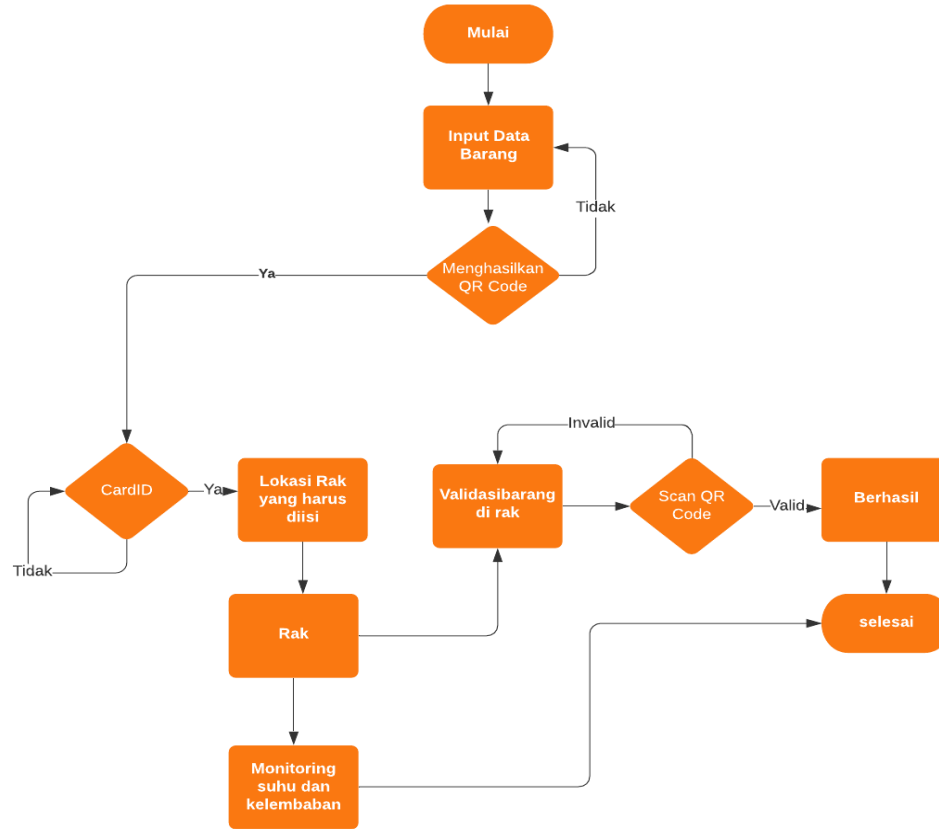 Mulai
Input Data
Barang
Tidak
Menghasilkan
QR Code
Ya
Invalid
CardID
Ya
Lokasi Rak
yang harus
diisi
Validasibarang
di rak
Scan QR
Code
Valid
Berhasil
Tidak
Rak
selesai
Monitoring
suhu dan
kelembaban